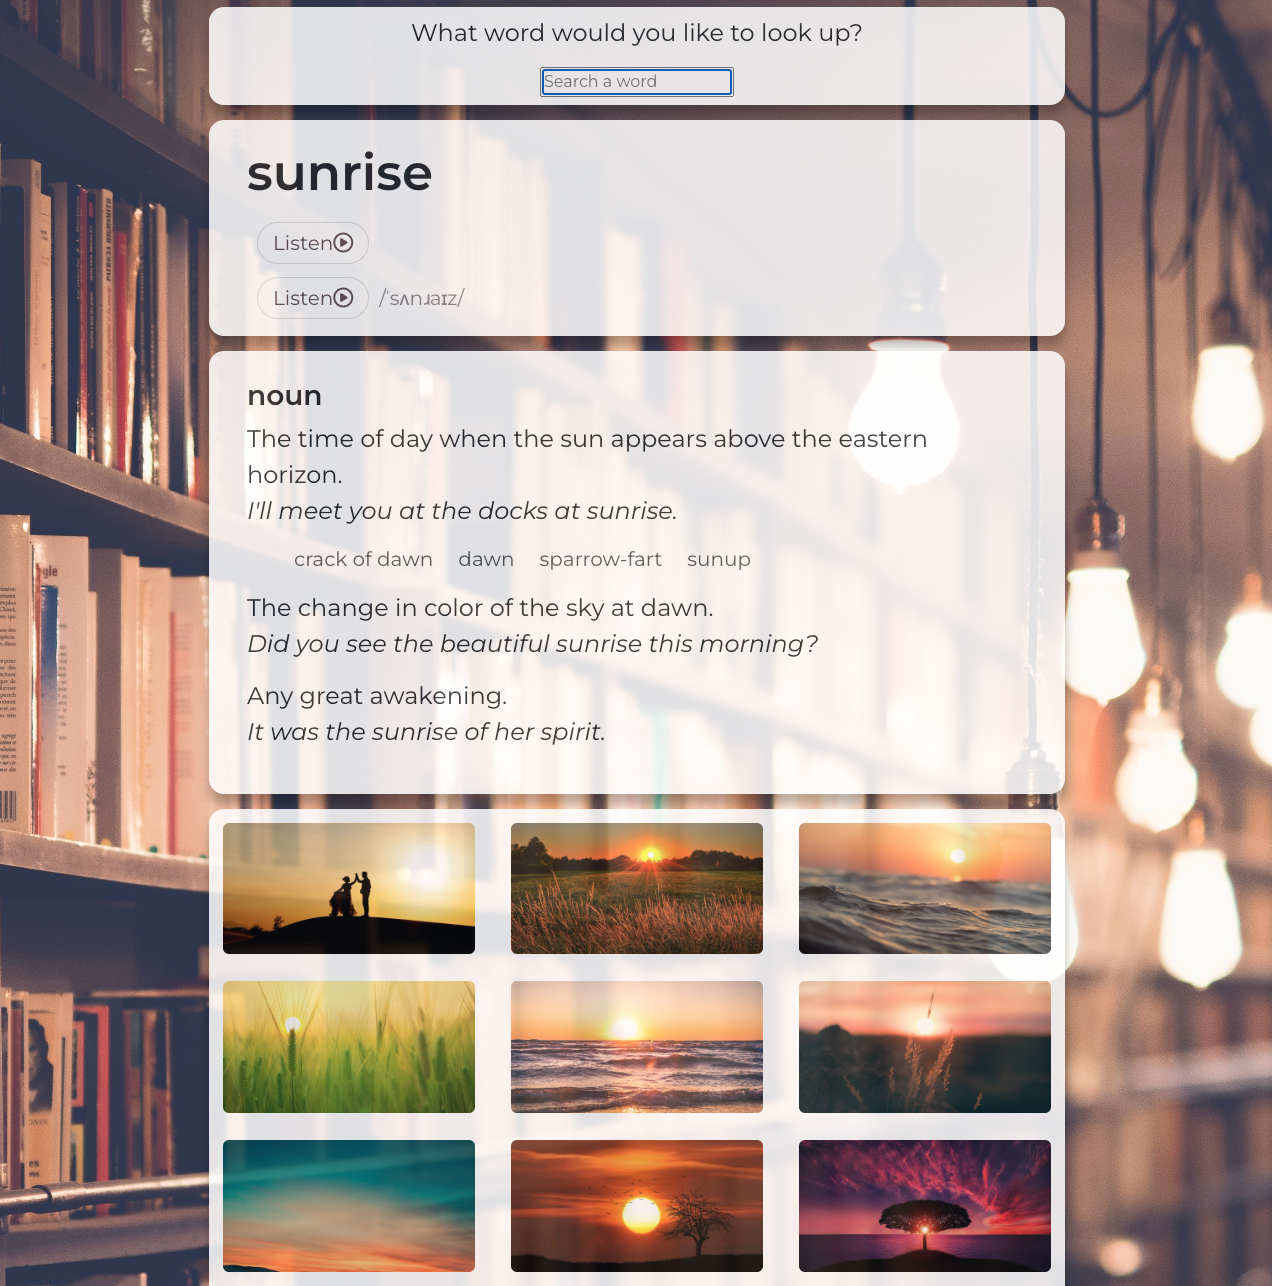 What word would you like to look up?
Search a word
sunrise
Listen
Listen /ˈsʌnɹaɪz/
noun
The time of day when the sun appears above the eastern
horizon.
I'll meet you at the docks at sunrise.
crack of dawn dawn sparrow-fart sunup
The change in color of the sky at dawn.
Did you see the beautiful sunrise this morning?
Any great awakening.
It was the sunrise of her spirit.